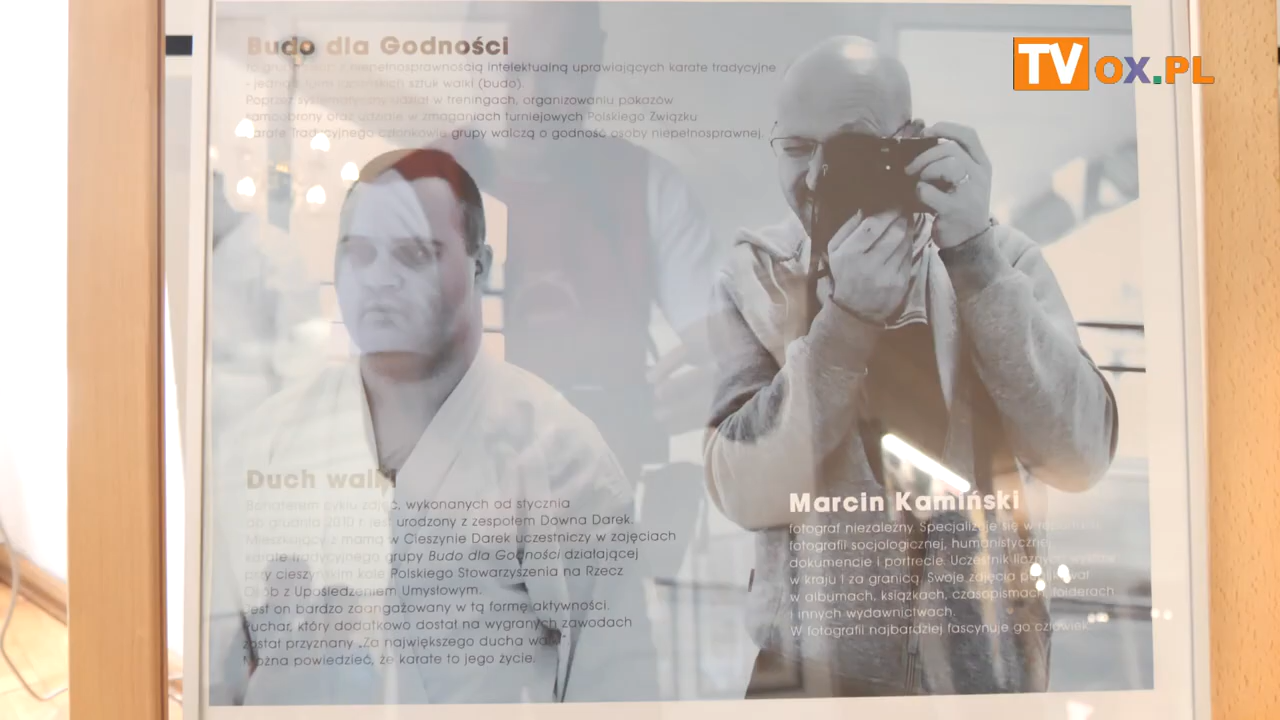 TVOX.PL
Budo dla Godności
to grupa z niepełnosprawnością intelektualną uprawiających karate tradycyjne
- jedną z form japońskich sztuk walki (budo).
Poprzez systematyczny udział w treningach, organizowaniu pokazów
samoobrony oraz udziale w zmaganiach turniejowych Polskiego Związku
Karate Tradycyjnego członkowie grupy walczą o godność osoby niepełnosprawnej.
Duch walki
Bohaterem cyklu zdjęć, wykonanych od stycznia
do grudnia 2010 r. jest urodzony z zespołem Downa Darek.
Mieszkający z mamą w Cieszynie Darek uczestniczy w zajęciach
karate tradycyjnego grupy Budo dla Godności działającej
przy cieszyńskim kole Polskiego Stowarzyszenia na Rzecz
Osób z Upośledzeniem Umysłowym.
Jest on bardzo zaangażowany w tą formę aktywności.
Puchar, który dodatkowo dostał na wygranych zawodach
został przyznany „Za największego ducha walki".
Można powiedzieć, że karate to jego życie.
Marcin Kamiński
fotograf niezależny. Specjalizuje się w reportażu,
fotografii socjologicznej, humanistycznej,
dokumencie i portrecie. Uczestnik licznych wystaw
w kraju i za granicą. Swoje zdjęcia publikował
w albumach, książkach, czasopismach, folderach
i innych wydawnictwach.
W fotografii najbardziej fascynuje go człowiek.